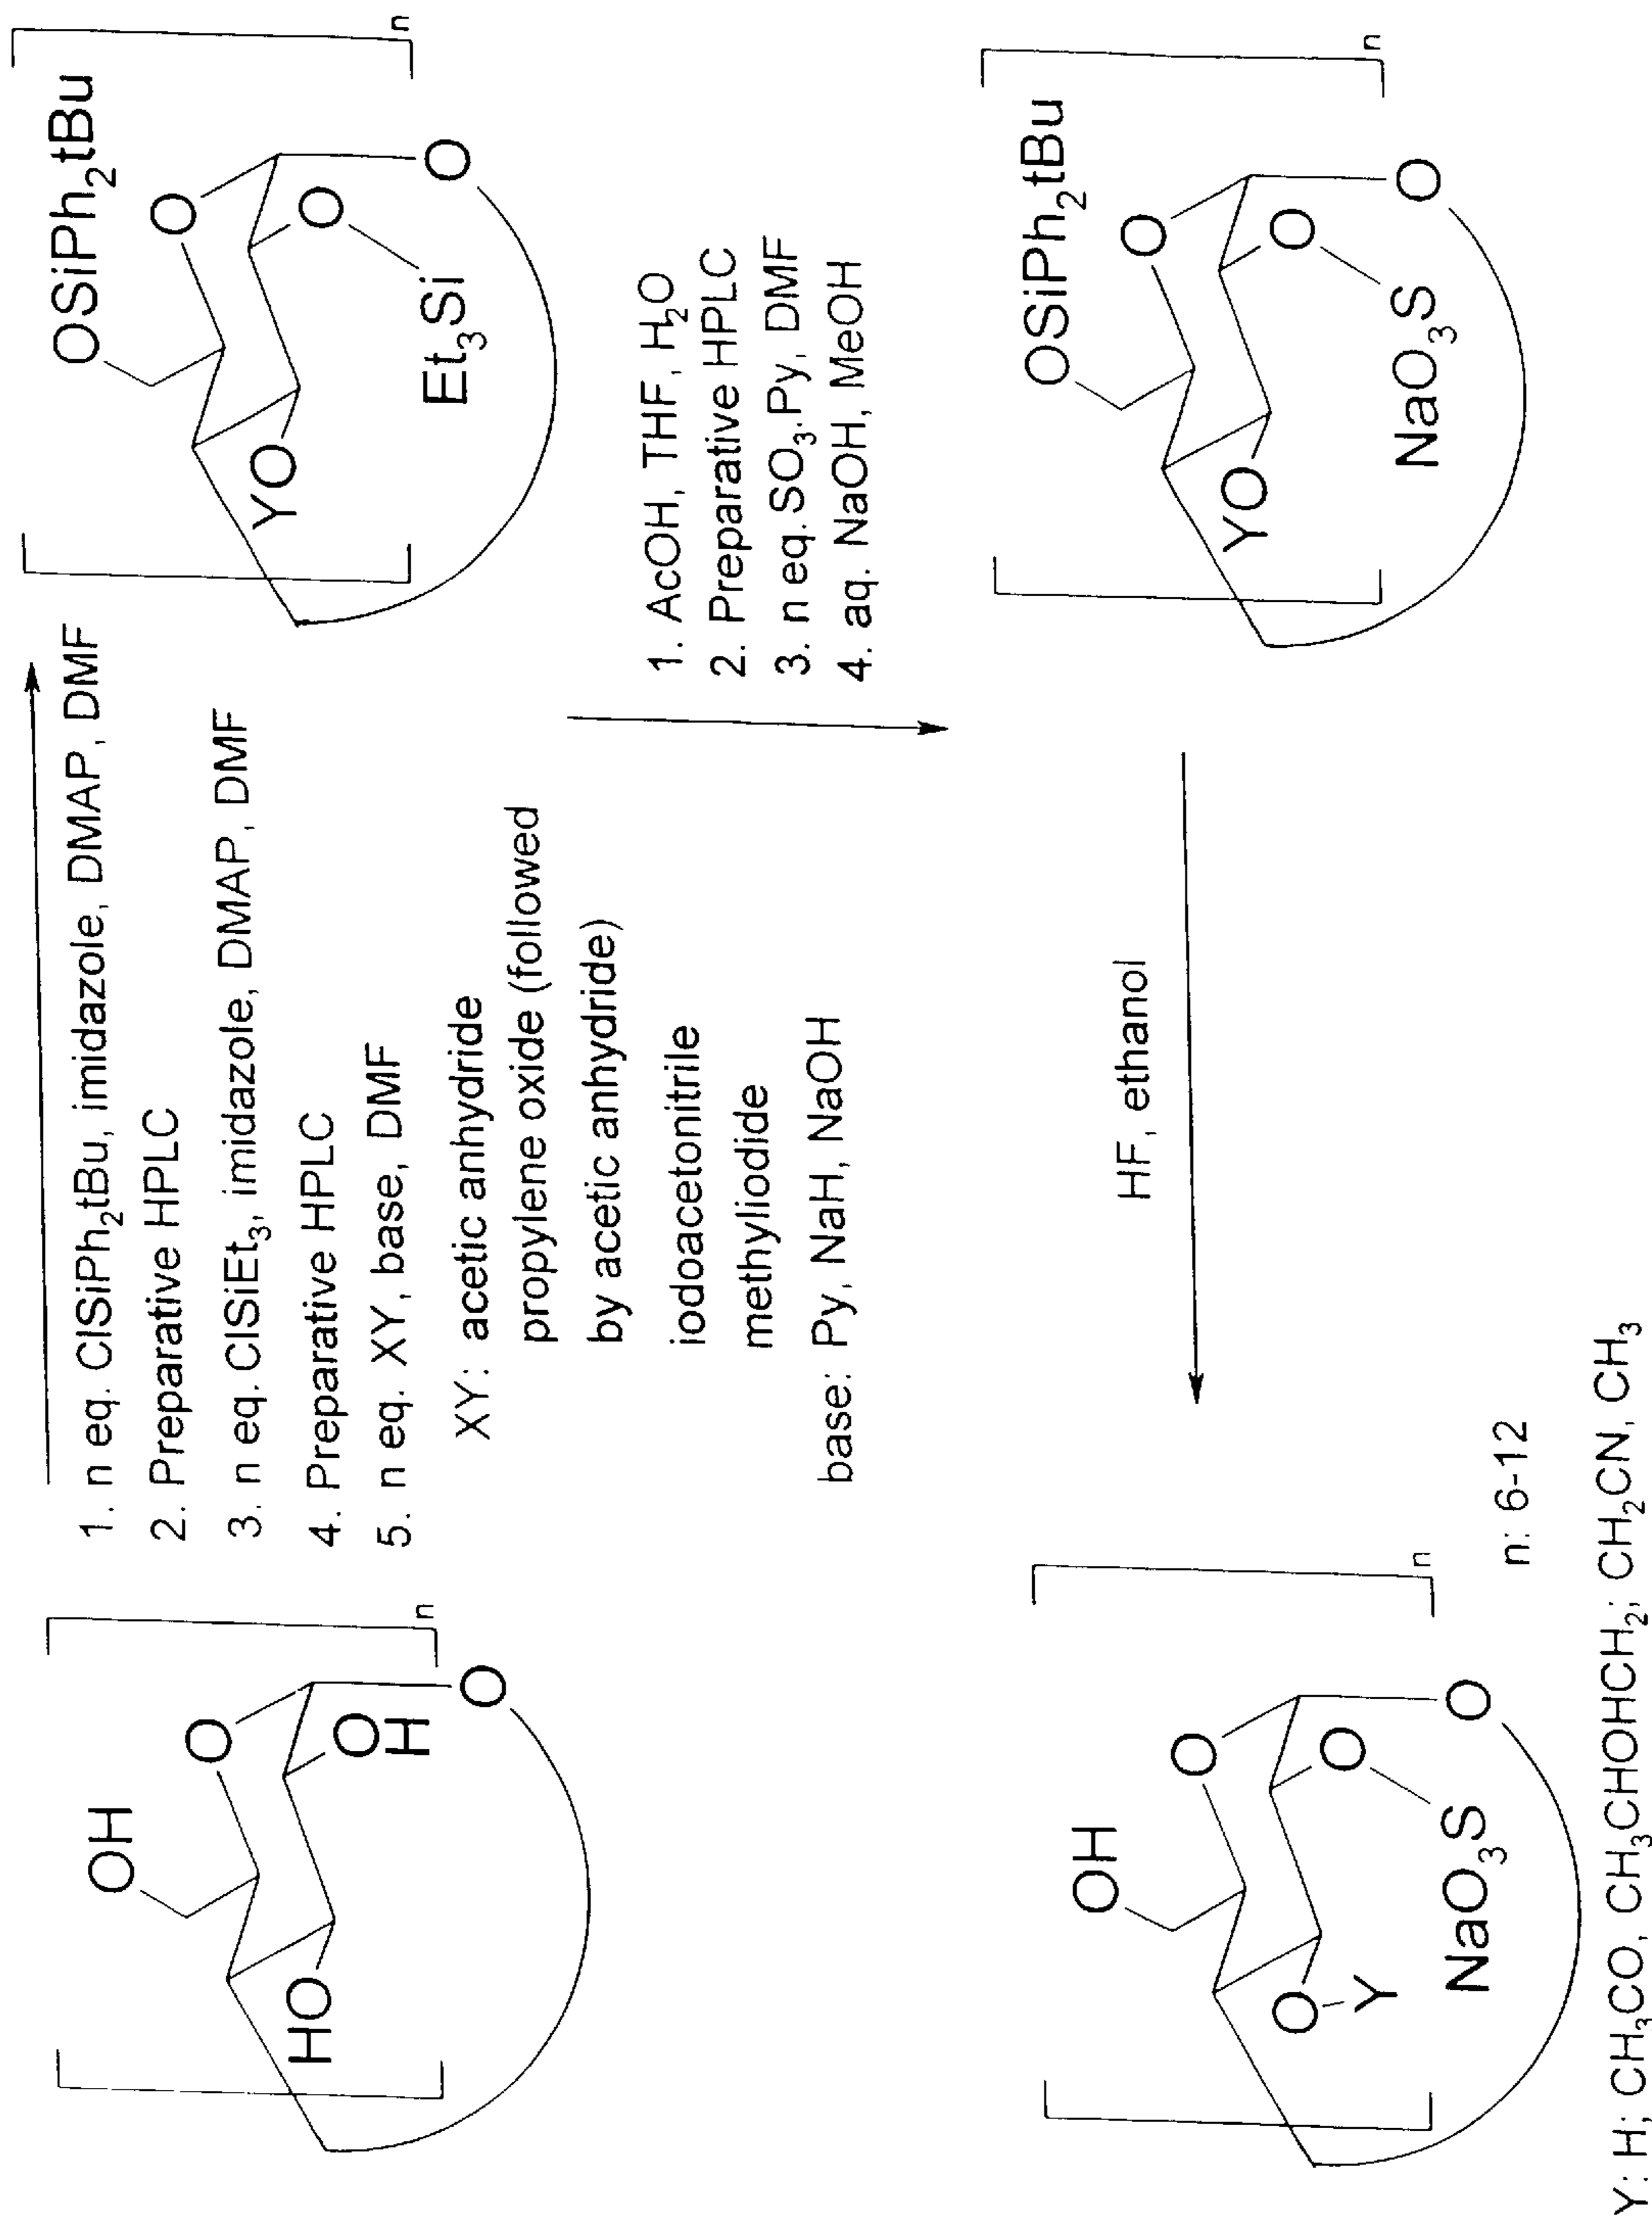 OH
O
HO
O
H
O
n
1. n eq. ClSiPh2tBu, imidazole, DMAP, DMF
2. Preparative HPLC
3. n eq. ClSiEt3, imidazole, DMAP, DMF
4. Preparative HPLC
5. n eq. XY, base, DMF
XY: acetic anhydride
propylene oxide (followed
by acetic anhydride)
iodoacetonitrile
methyliodide
base: Py, NaH, NaOH
OSiPh2tBu
O
YO
O
Et3Si
O
n
1. AcOH, THF, H2O
2. Preparative HPLC
3. n eq. SO3.Py, DMF
4. aq. NaOH, MeOH
OSiPh2tBu
O
YO
O
NaO3S
O
n
HF, ethanol
OH
O
O
Y
O
NaO3S
O
n
n: 6-12
Y: H; CH3CO, CH3CHOHCH2; CH2CN, CH3